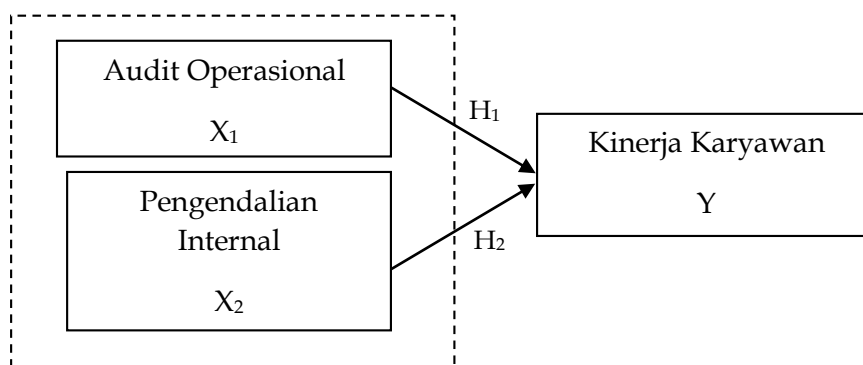 Audit Operasional
X₁
H₁
Pengendalian
Internal
X₂
H₂
Kinerja Karyawan
Y